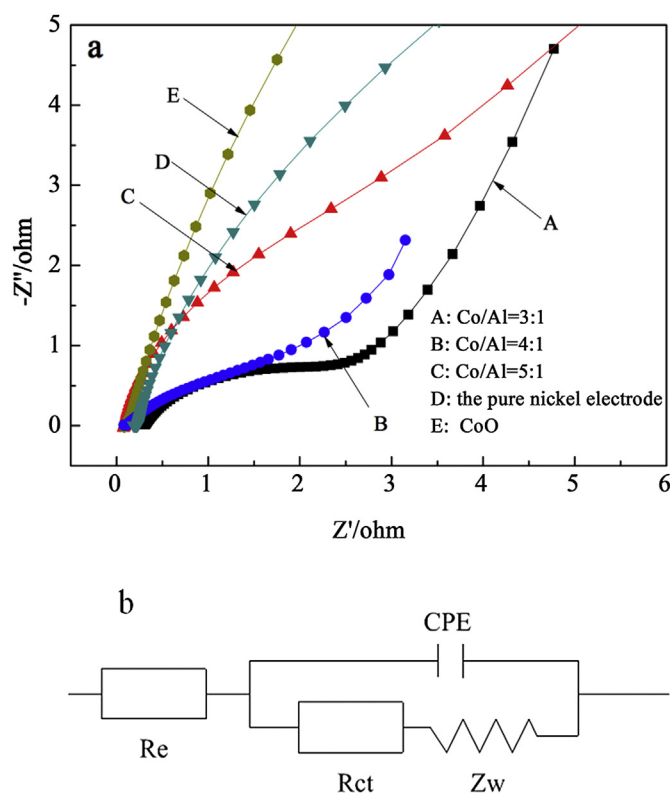 a
5
4
3
2
1
0
-Z"/ohm
E
D
C
A
B
A: Co/Al=3:1
B: Co/Al=4:1
C: Co/Al=5:1
D: the pure nickel electrode
E: CoO
0 1 2 3 4 5 6
Z'/ohm
b
CPE
Re
Rct
Zw